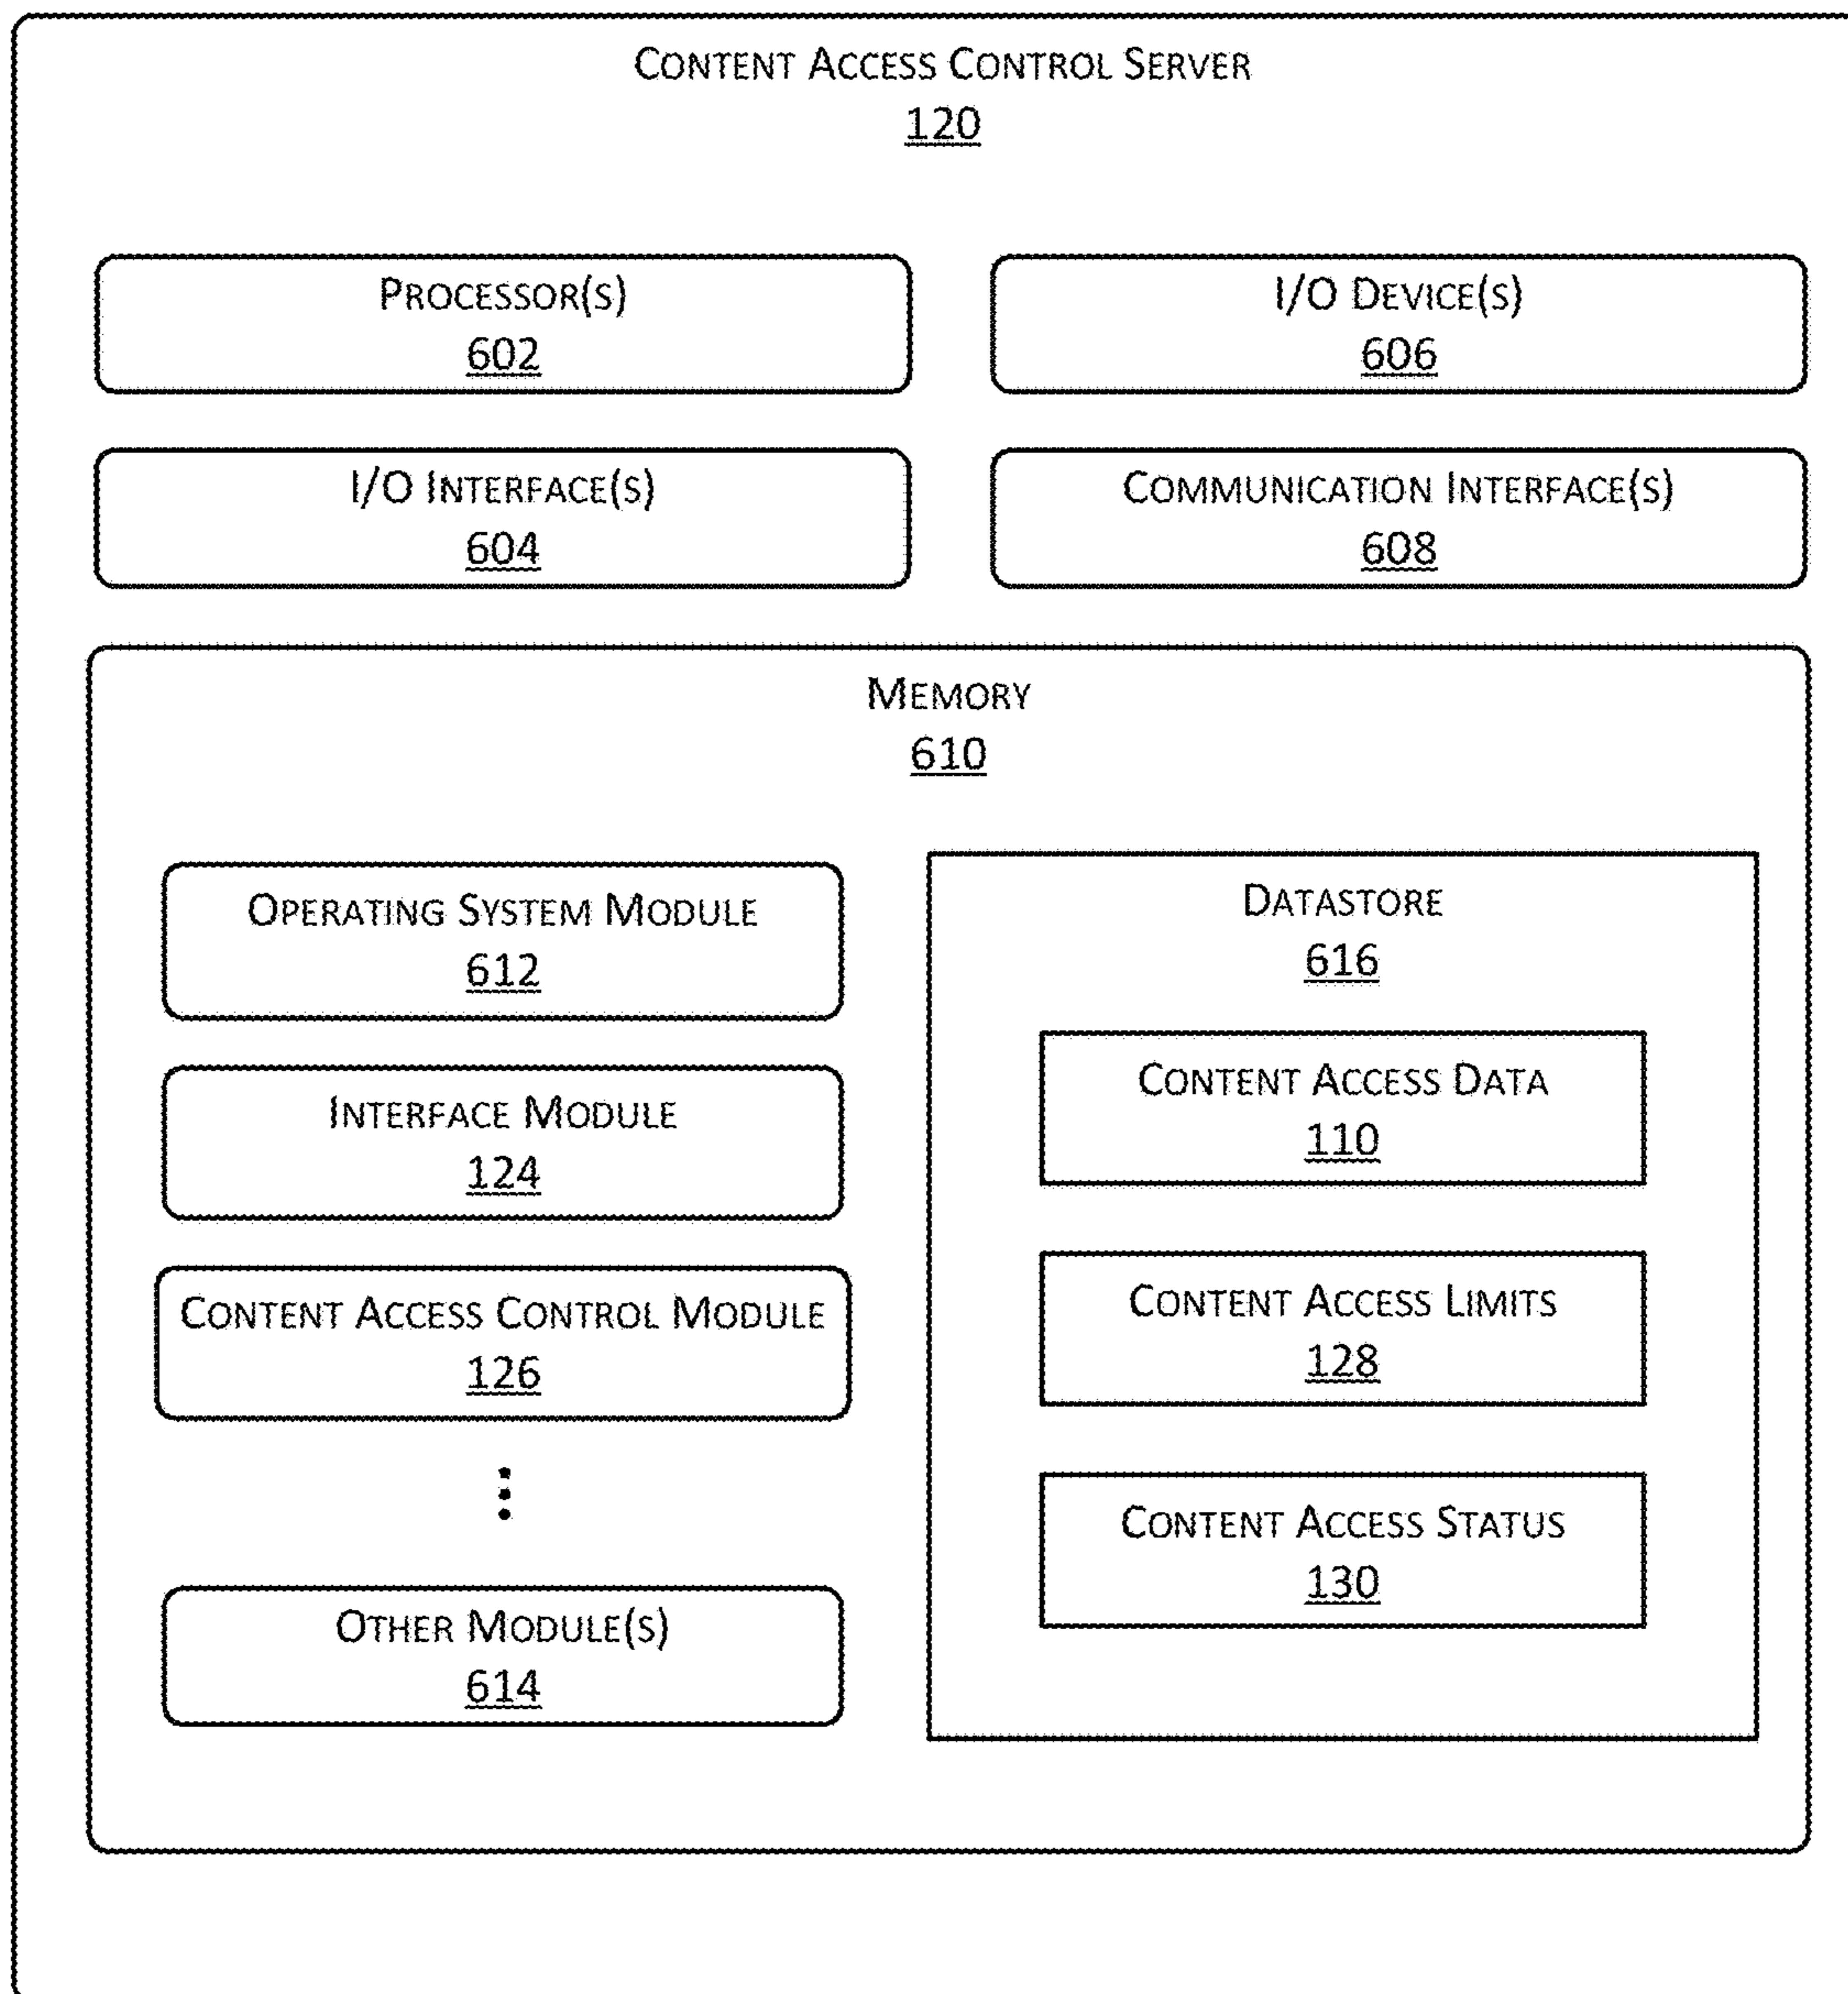 CONTENT ACCESS CONTROL SERVER
120
PROCESSOR(S)
602
I/O DEVICE(S)
606
I/O INTERFACE(S)
604
COMMUNICATION INTERFACE(S)
608
MEMORY
610
OPERATING SYSTEM MODULE
612
INTERFACE MODULE
124
CONTENT ACCESS CONTROL MODULE
126
OTHER MODULE(S)
614
DATASTORE
616
CONTENT ACCESS DATA
110
CONTENT ACCESS LIMITS
128
CONTENT ACCESS STATUS
130